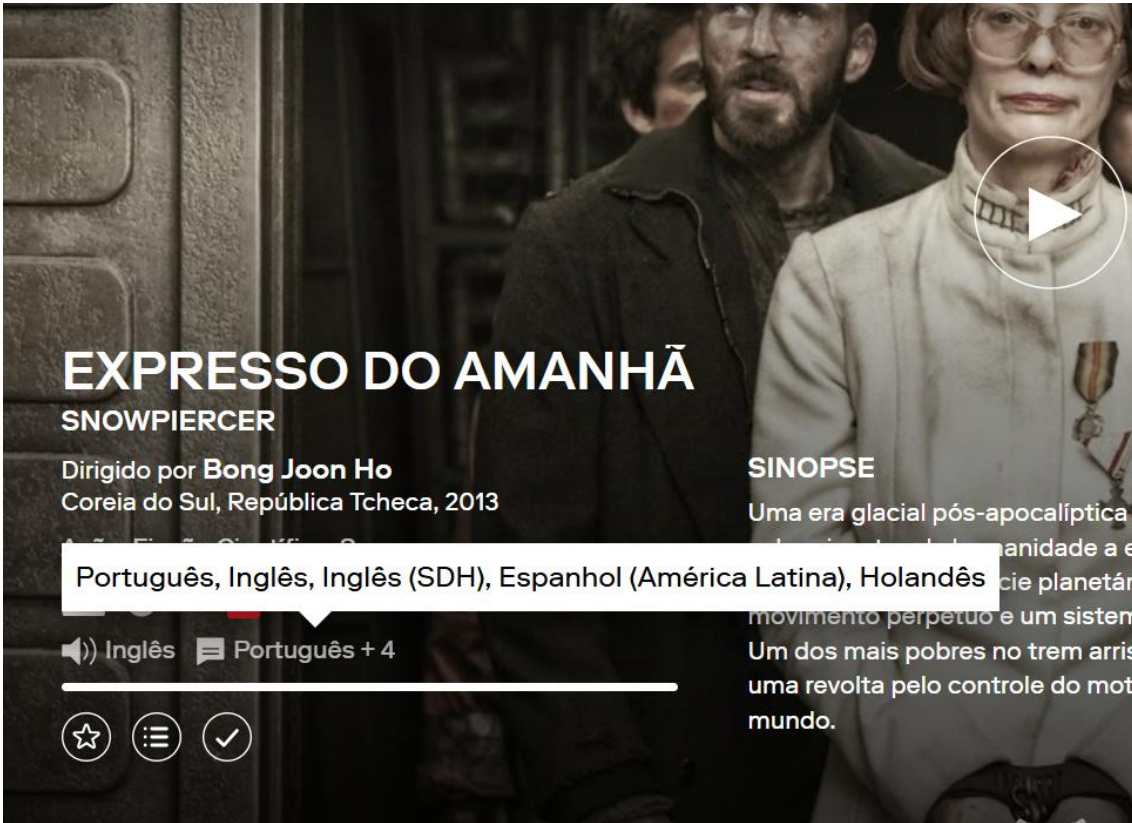 EXPRESSO DO AMANHÃ
SNOWPIERCER
Dirigido por Bong Joon Ho
Coreia do Sul, República Tcheca, 2013
Português, Inglês, Inglês (SDH), Espanhol (América Latina), Holandês
Inglês Português + 4
SINOPSE
Uma era glacial pós-apocalíptica
a
planetár
movimento perpétuo e um sistem
Um dos mais pobres no trem arris
uma revolta pelo controle do mot
mundo.